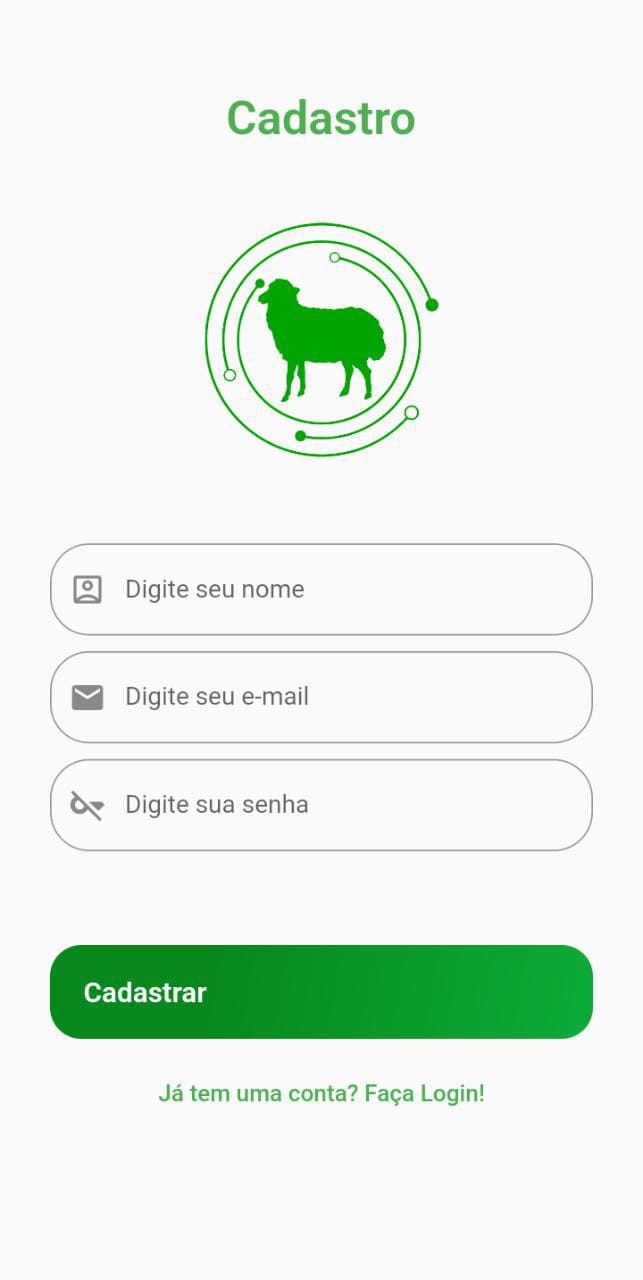 Cadastro
Digite seu nome
Digite seu e-mail
Digite sua senha
Cadastrar
Já tem uma conta? Faça Login!